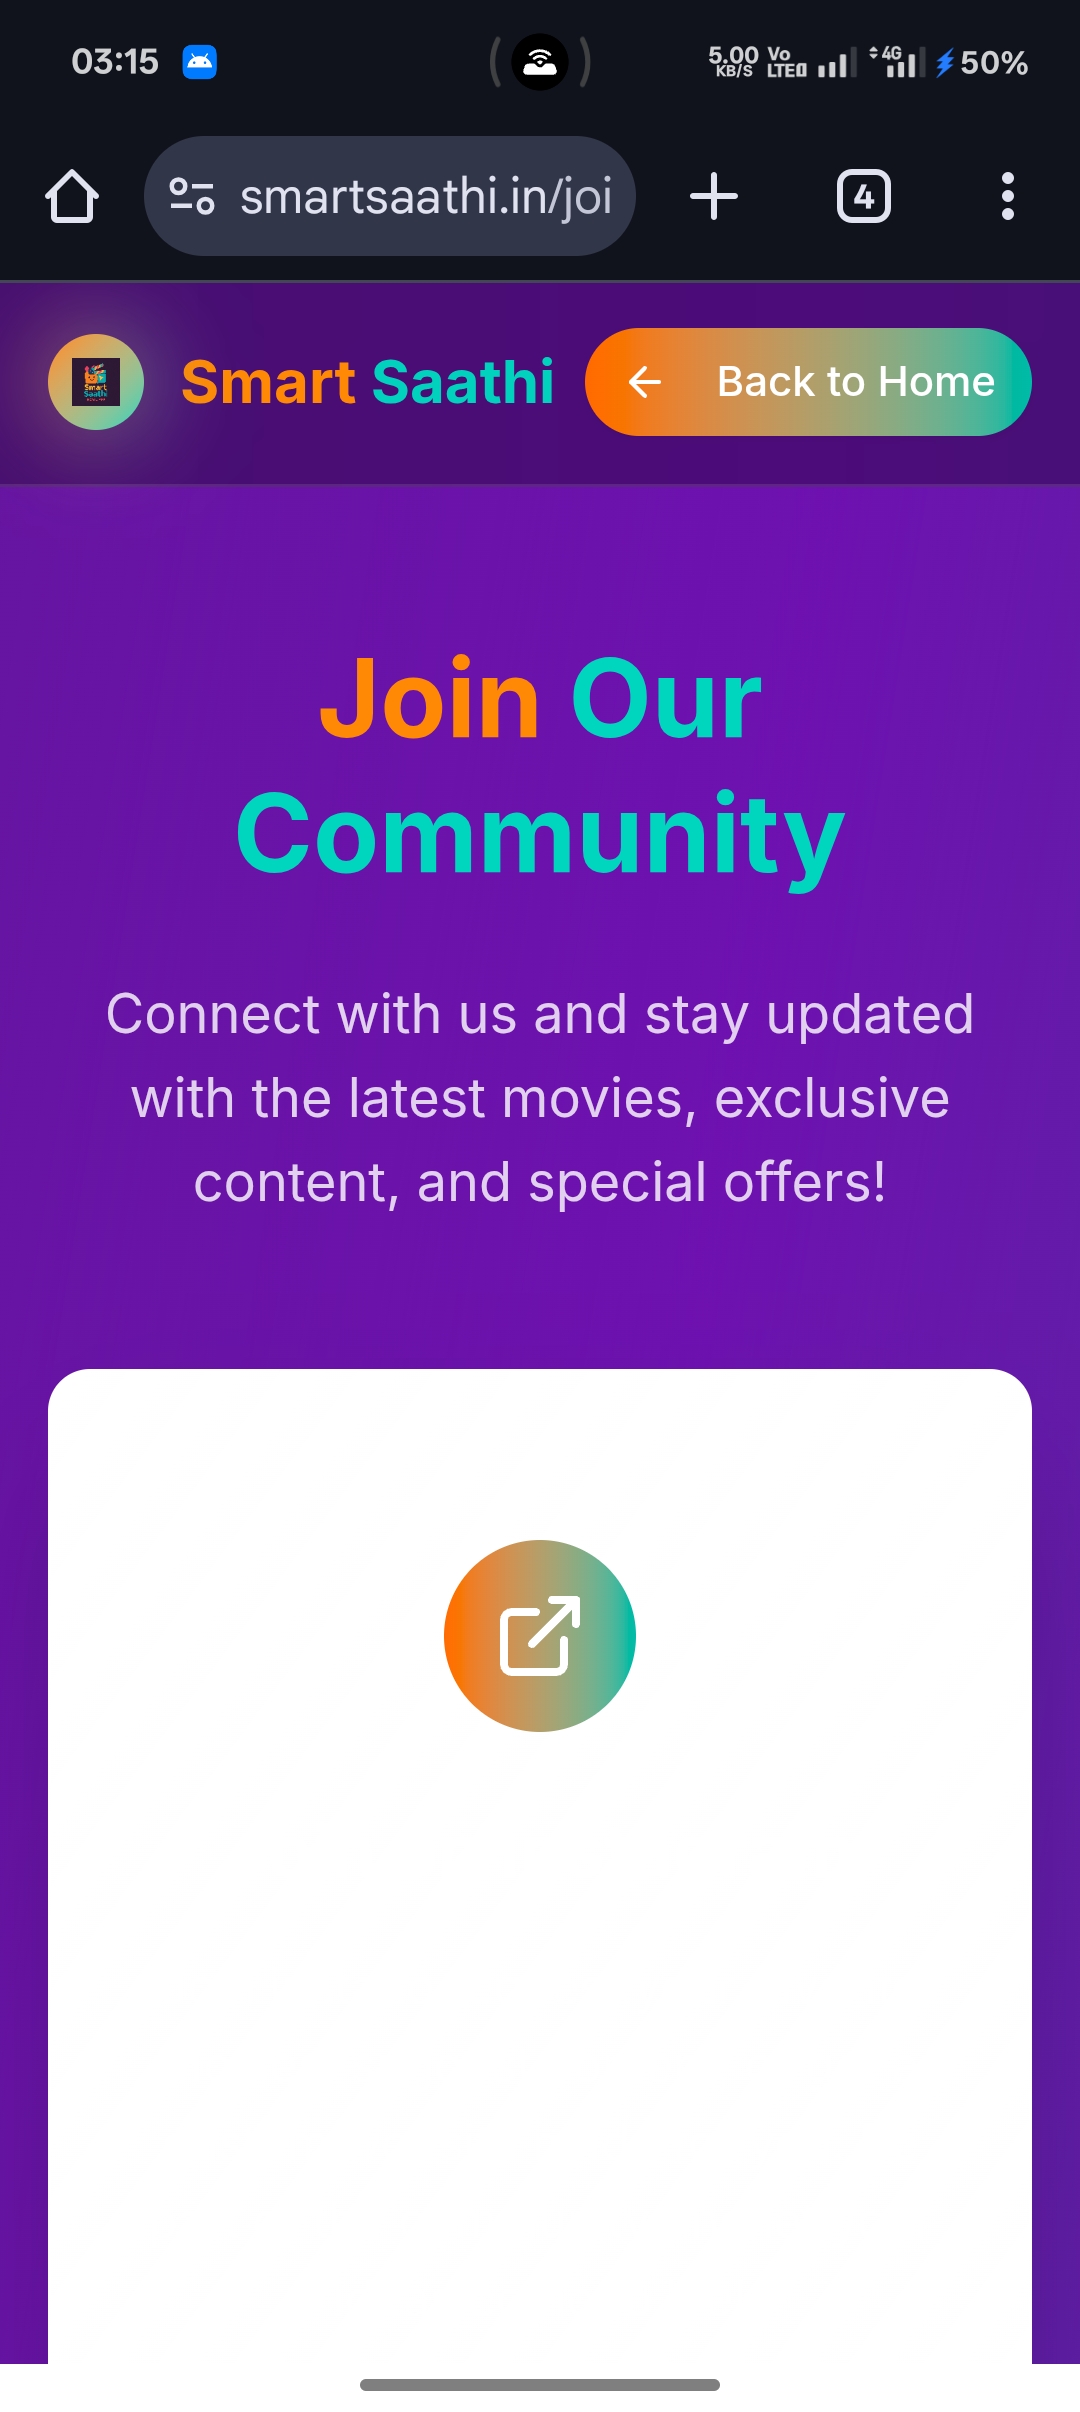 03:15
5.00 KB/S Vo LTE 4G 50%
smartsaathi.in/joi
4
Smart Saathi
Back to Home
Join Our
Community
Connect with us and stay updated
with the latest movies, exclusive
content, and special offers!